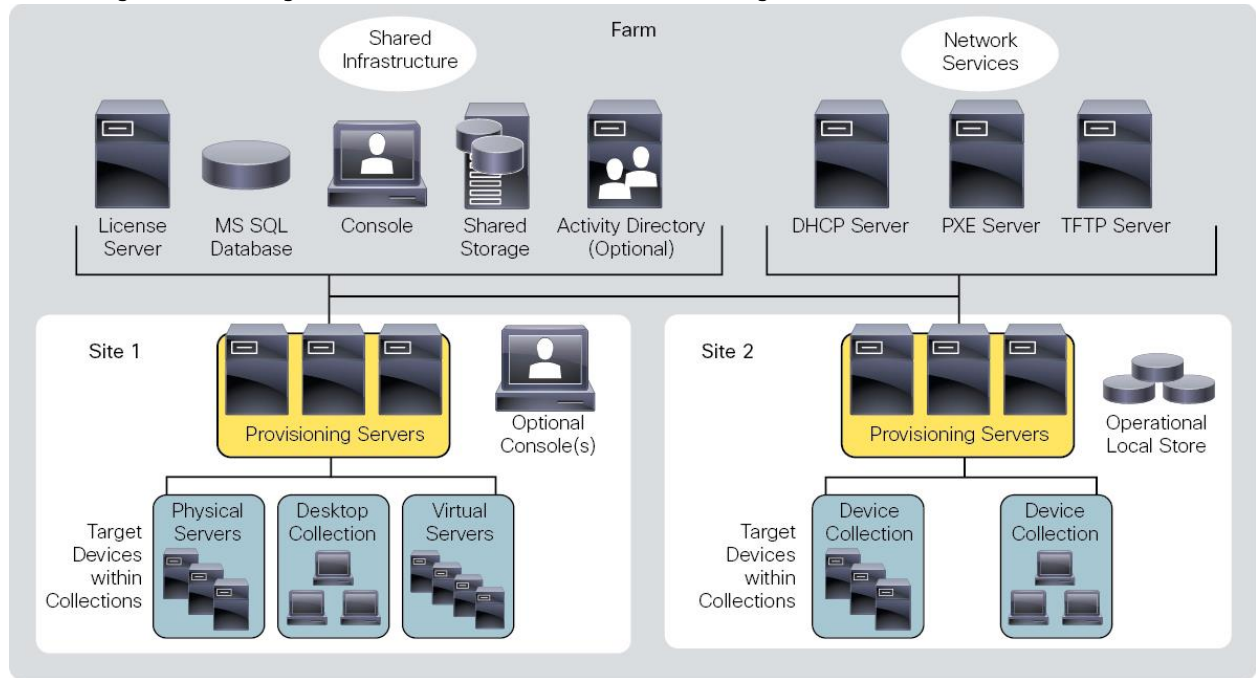 Farm
Shared
Infrastructure
Network
Services
License
Server
MS SQL
Database
Console
Shared
Storage
Activity Directory
(Optional)
DHCP Server
PXE Server
TFTP Server
Site 1
Provisioning Servers
Optional
Console(s)
Target
Devices
within
Collections
Physical
Servers
Desktop
Collection
Virtual
Servers
Site 2
Provisioning Servers
Operational
Local Store
Target
Devices
within
Collections
Device
Collection
Device
Collection